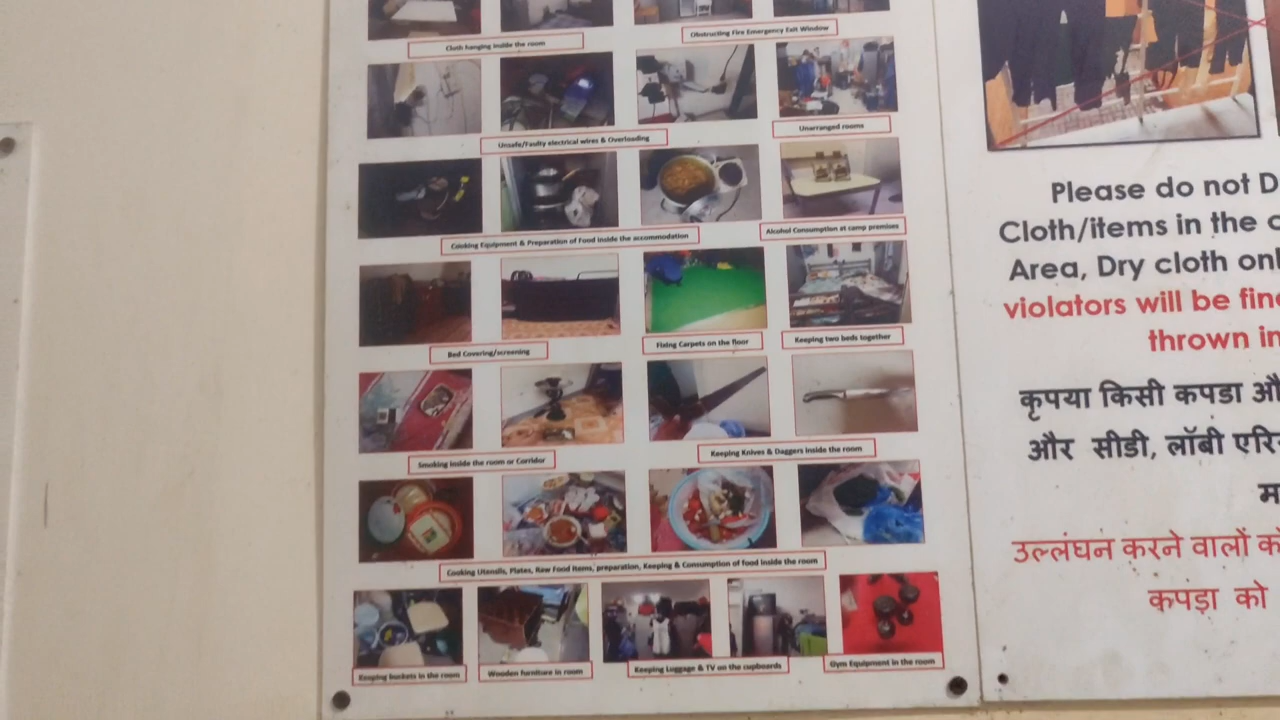 Cloth hanging inside the room
Obstructing Fire Emergency Exit Window
Unsafe/Faulty electrical wires & Overloading
Unarranged rooms
Cooking Equipment & Preparation of Food inside the accommodation
Alcohol Consumption at camp premises
Bed Covering/screening
Fixing Carpets on the floor
Keeping two beds together
Smoking inside the room or Corridor
Keeping Knives & Daggers inside the room
Cooking Utensils, Plates, Raw Food items, preparation, Keeping & Consumption of food inside the room
Keeping buckets in the room
Wooden furniture in room
Keeping Luggage & TV on the cupboards
Gym Equipment in the room
Please do not D
Cloth/items in the c
Area, Dry cloth onl
violators will be fine
thrown in
कृपया किसी कपडा औ
और सीडी, लॉबी एरि
म
उल्लंघन करने वालों को
कपड़ा को